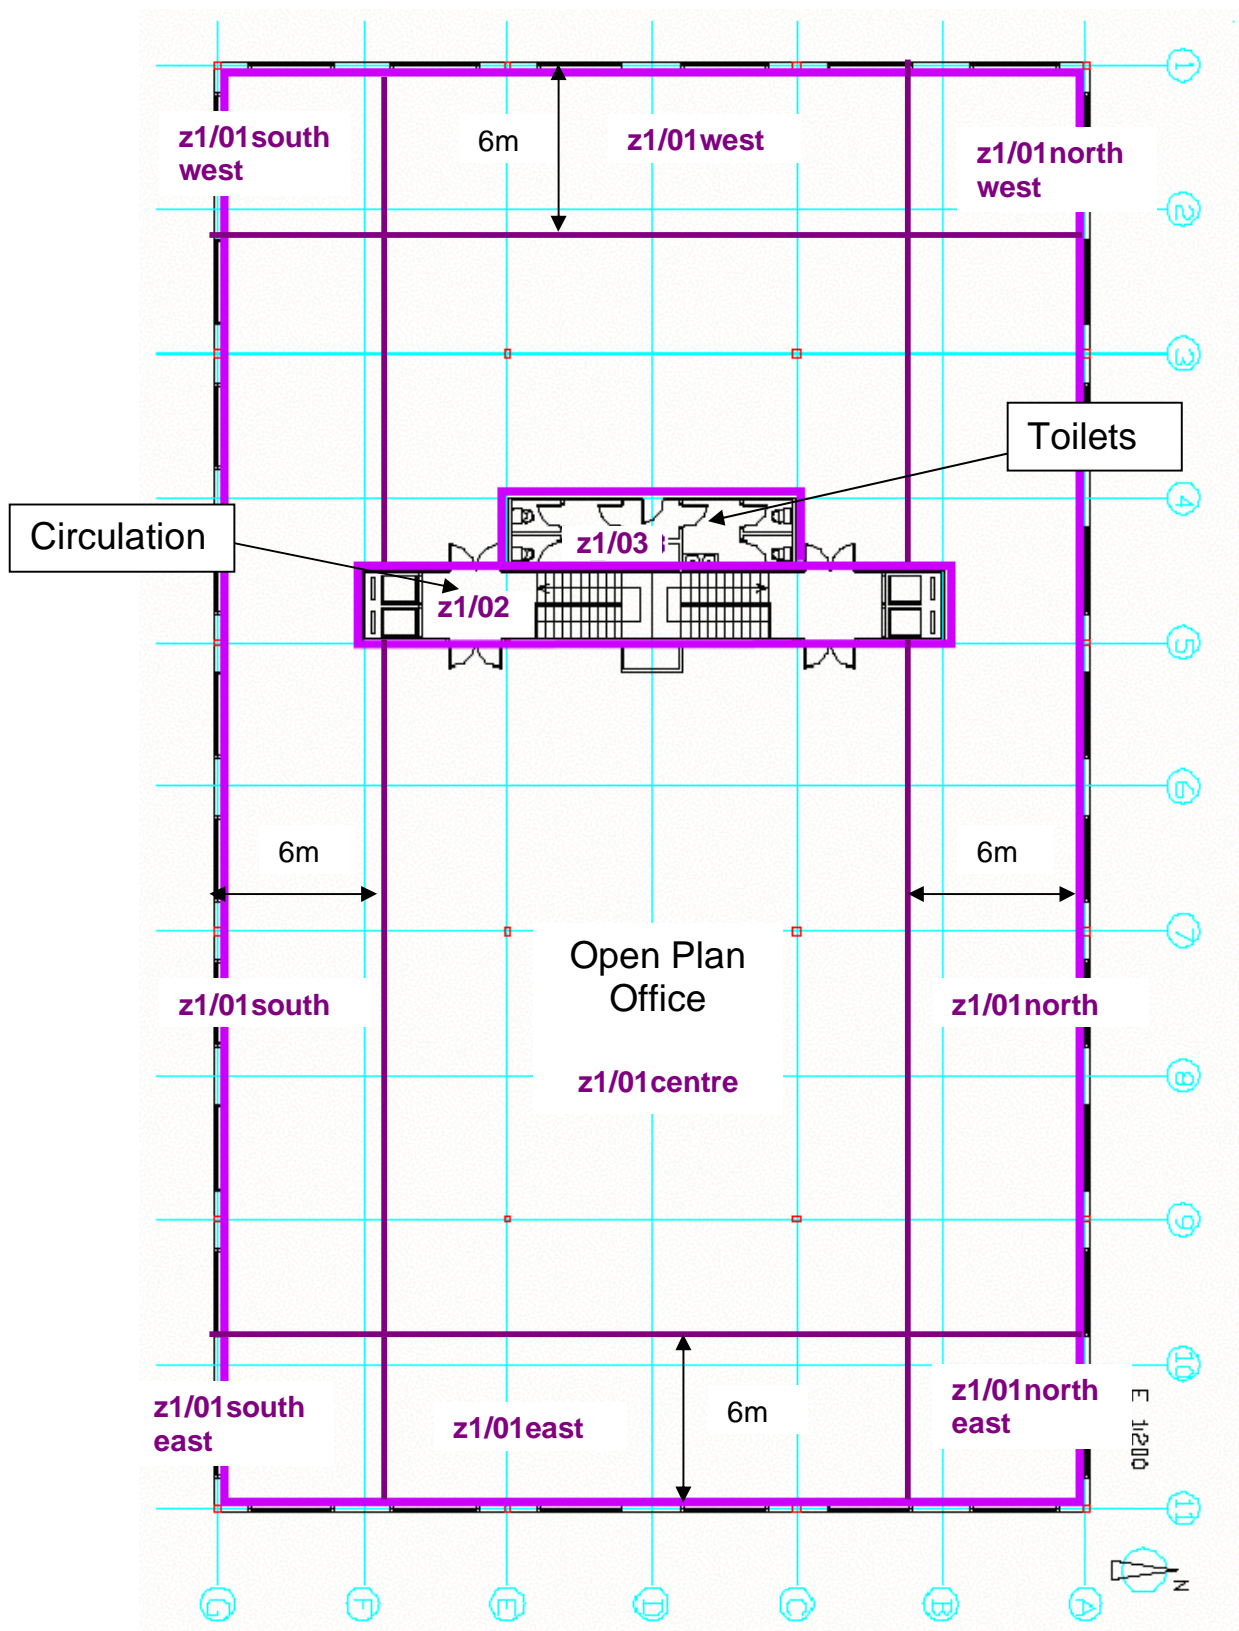 1
z1/01south
west
6m
z1/01west
z1/01north
west
2
3
Toilets
4
Circulation
z1/03
z1/02
5
6
6m
6m
7
Open Plan
Office
z1/01south
z1/01north
z1/01centre
8
9
10
z1/01south
east
z1/01east
6m
z1/01north
east
E 1:200
11
N
G
F
E
D
C
B
A